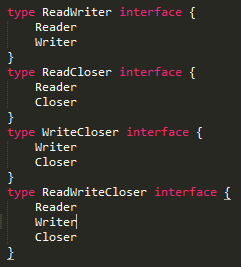 type ReadWriter interface {
    Reader
    Writer
}
type ReadCloser interface {
    Reader
    Closer
}
type WriteCloser interface {
    Writer
    Closer
}
type ReadWriteCloser interface {
    Reader
    Writer
    Closer
}